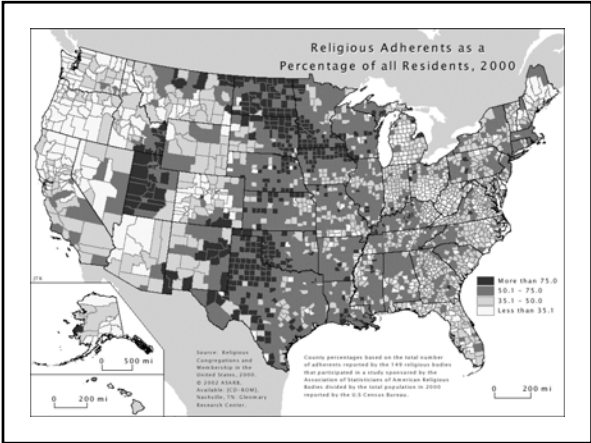 Religious Adherents as a
Percentage of all Residents, 2000
More than 75.0
50.1 - 75.0
35.1 - 50.0
Less than 35.1
0 500 mi
0 200 mi
Source: Religious
Congregations and
Membership in the
United States, 2000.
© 2002 ASARB.
Available: [CD-ROM],
Nashville, TN: Glenmary
Research Center.
County percentages based on the total number
of adherents reported by the 149 religious bodies
that participated in a study sponsored by the
Association of Statisticians of American Religious
Bodies divided by the total population in 2000
reported by the U.S Census Bureau.
0 200 mi